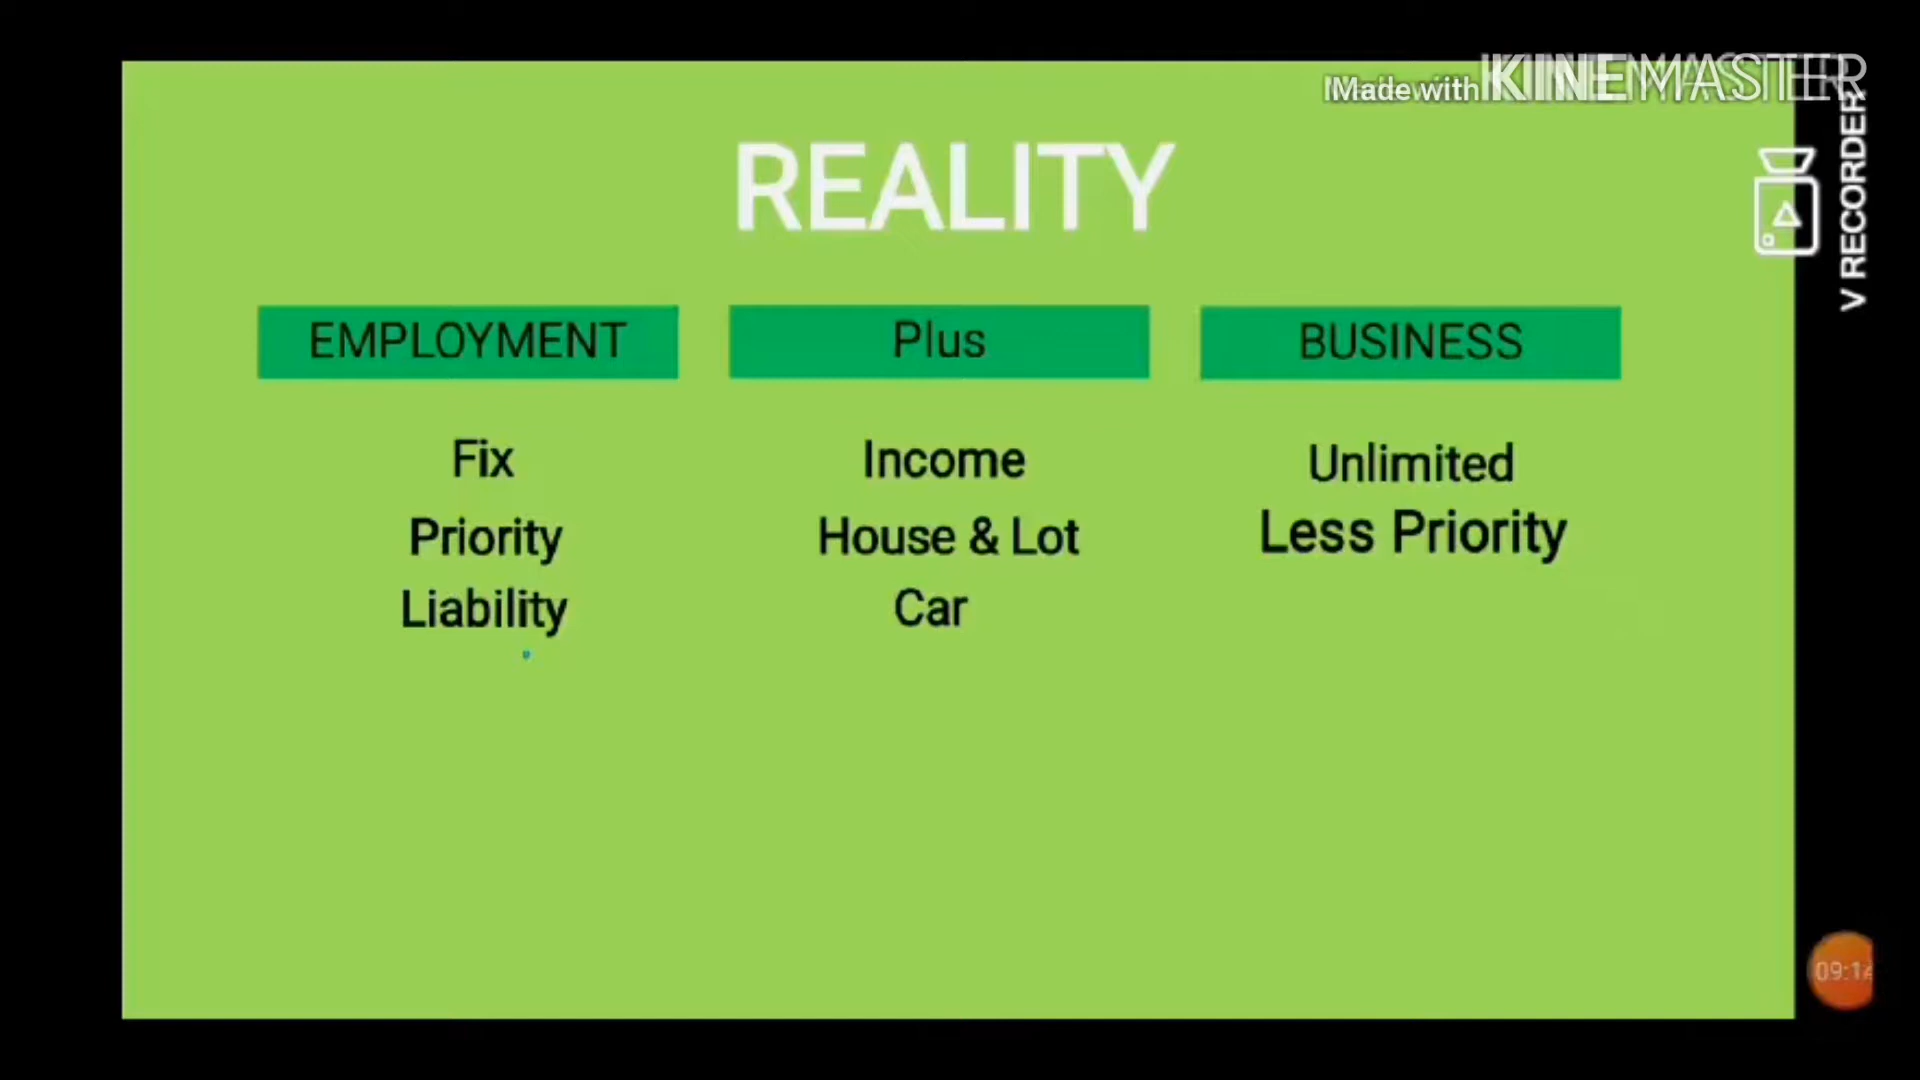 Made with KINEMASTER
V RECORDER
REALITY
EMPLOYMENT Plus BUSINESS
Fix Income Unlimited
Priority House & Lot Less Priority
Liability Car